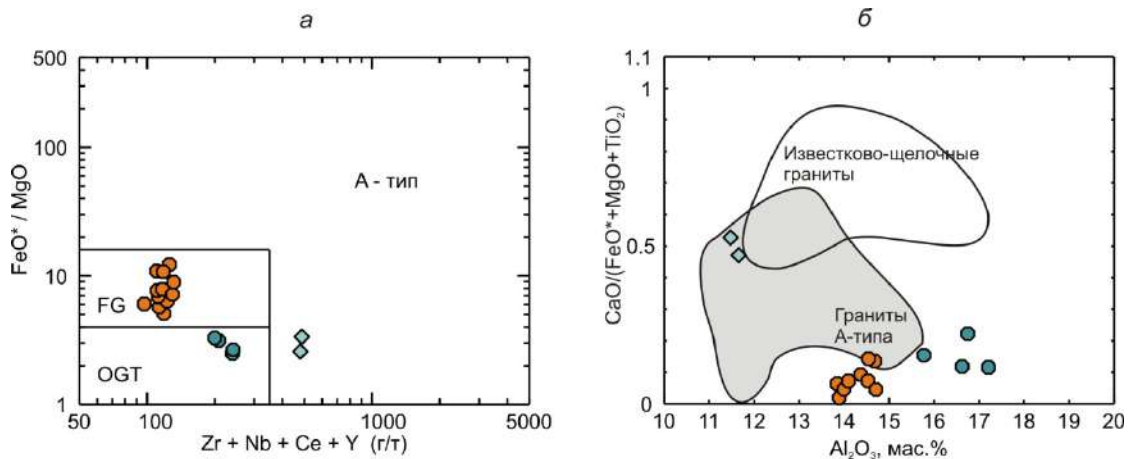 а
500
100
10
1
FeO* / MgO
А - тип
FG
OGT
50
100
1000
5000
Zr + Nb + Ce + Y (г/т)
б
1.1
1
0.5
0
CaO/(FeO*+MgO+TiO₂)
Известково-щелочные
граниты
Граниты
А-типа
10 11 12 13 14 15 16 17 18 19 20
Al₂O₃, мас.%